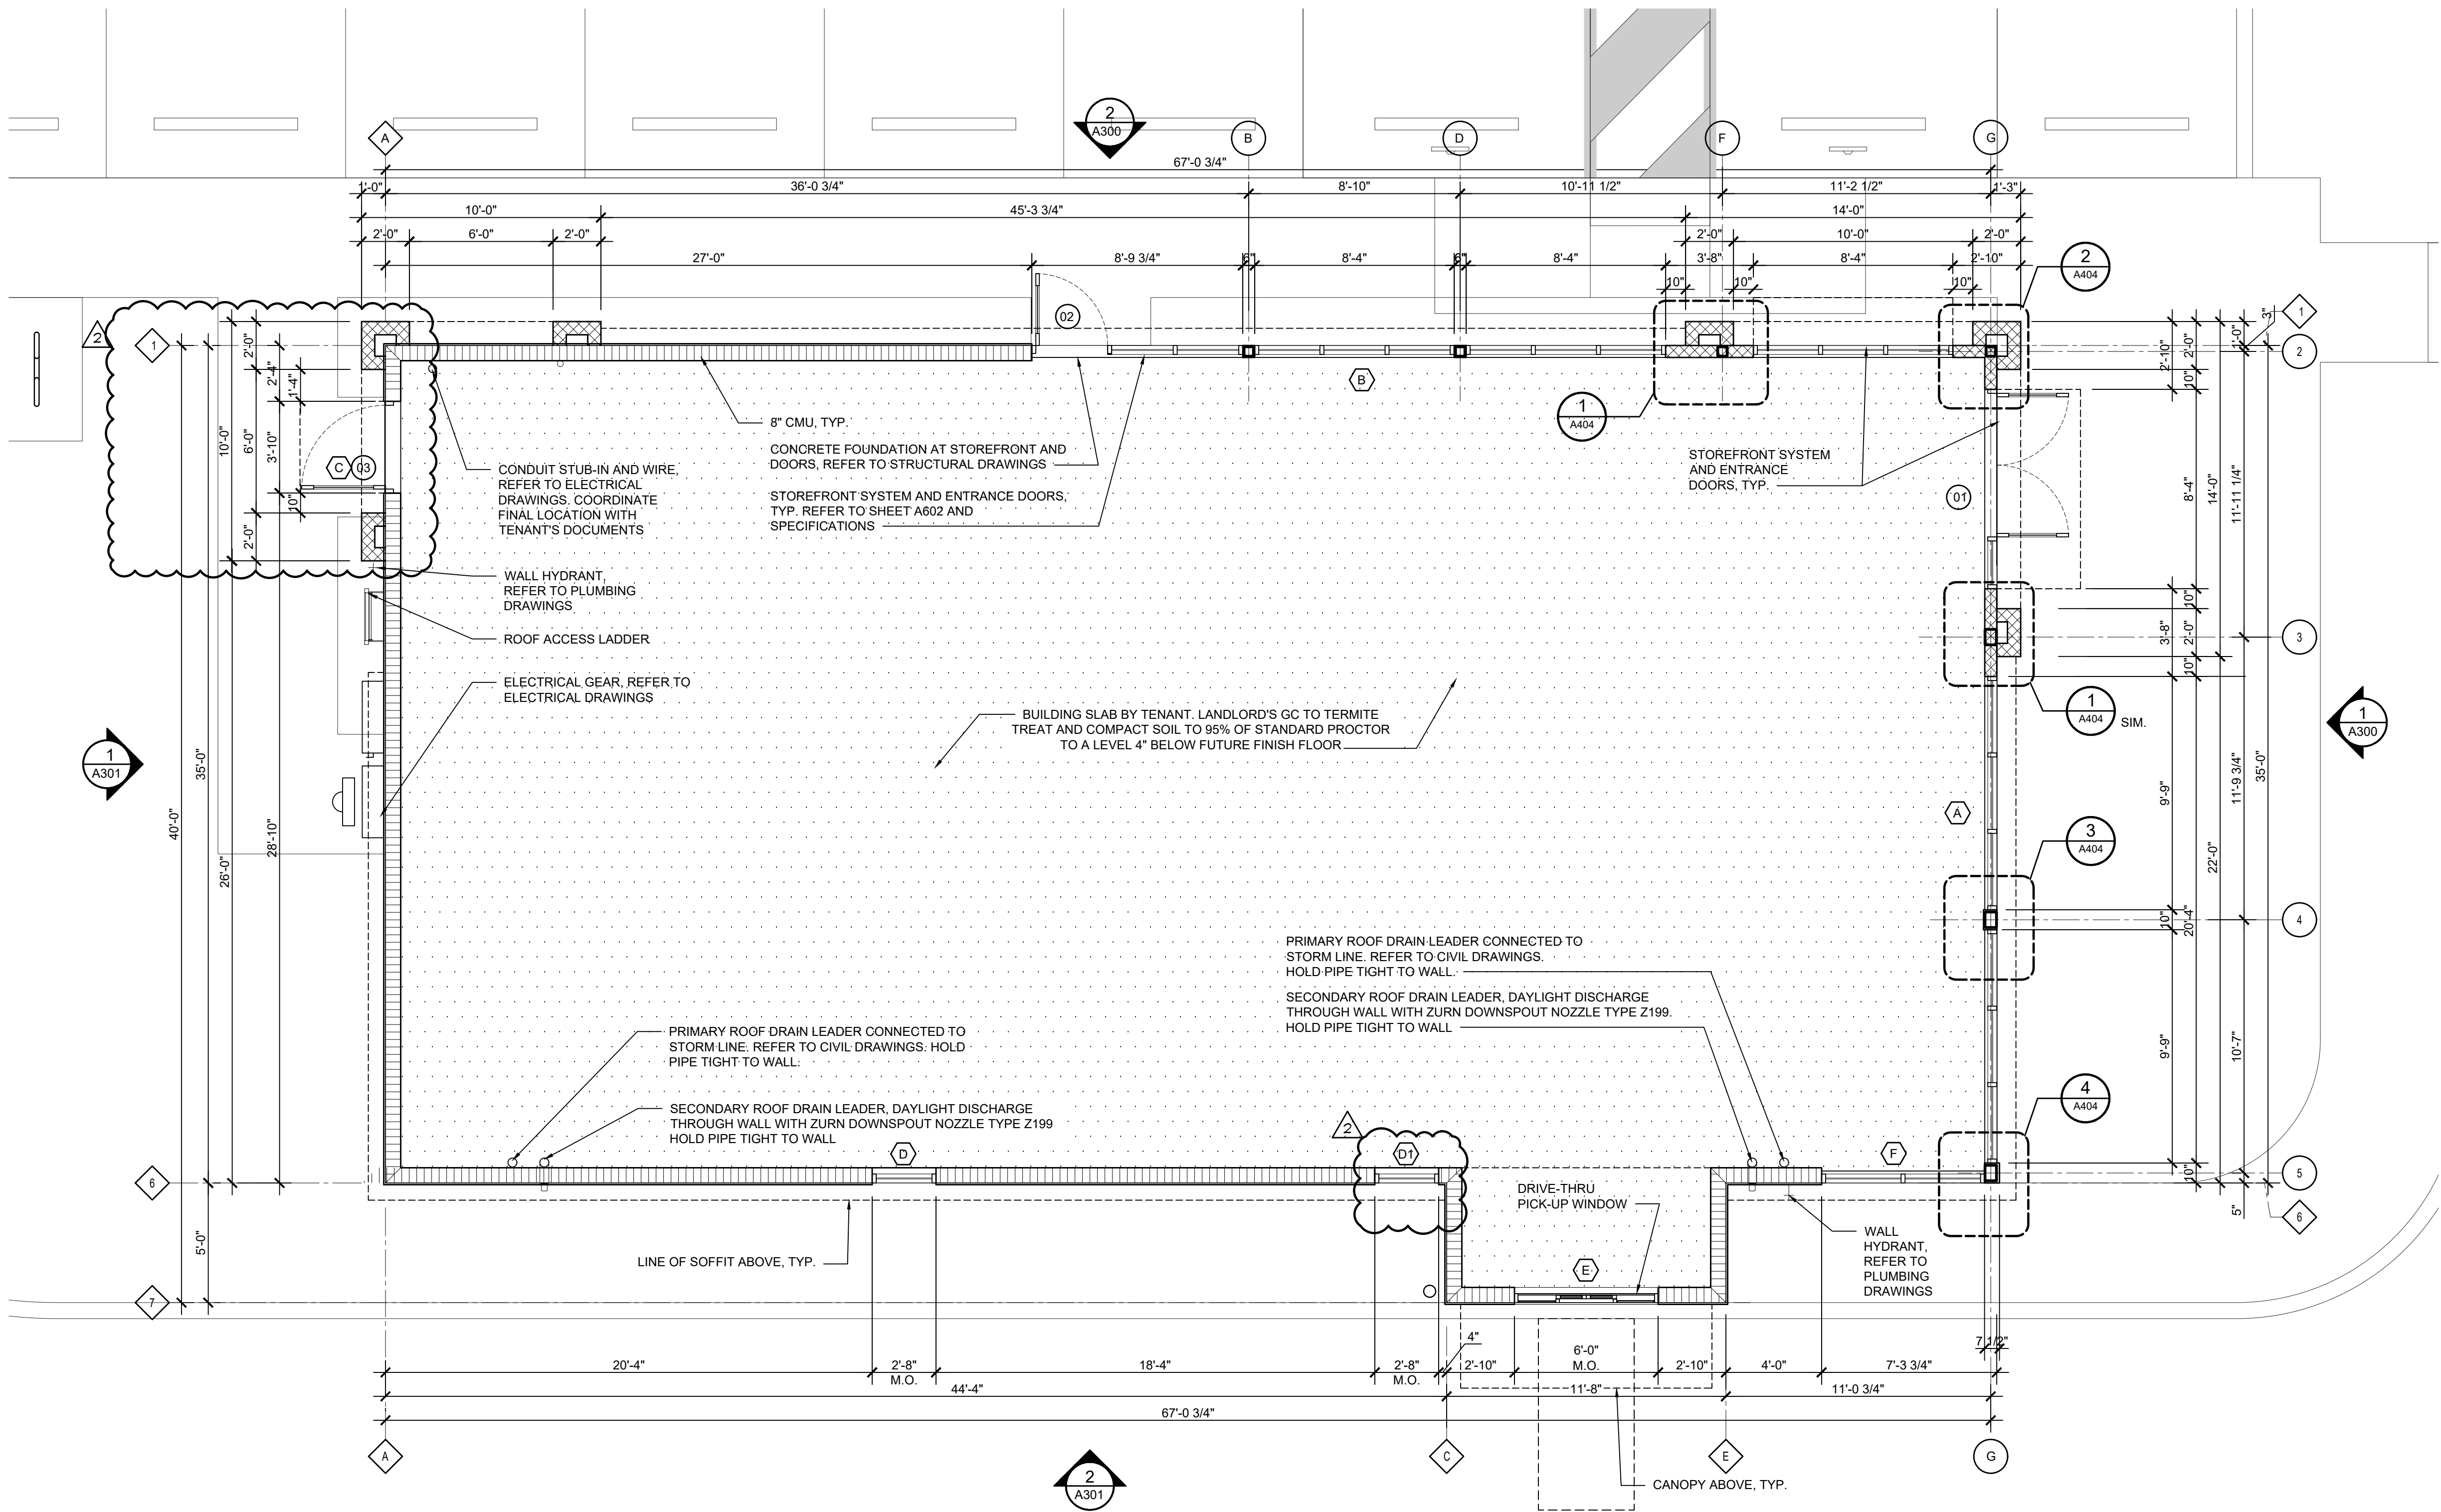 2
A300
A
B
D
F
G
67'-0 3/4"
1'-0"
36'-0 3/4"
8'-10"
10'-11 1/2"
11'-2 1/2"
1'-3"
10'-0"
45'-3 3/4"
14'-0"
2'-0"
6'-0"
2'-0"
2'-0"
10'-0"
2'-0"
27'-0"
8'-9 3/4"
6"
8'-4"
6"
8'-4"
3'-8"
8'-4"
2'-10"
10"
10"
10"
2
A404
02
1
2
1
3"
2
1'-0"
2'-0"
2'-10"
10"
2'-0"
2'-4"
1'-4"
10'-0"
6'-0"
3'-10"
10"
2'-0"
C
03
B
1
A404
8" CMU, TYP.
CONCRETE FOUNDATION AT STOREFRONT AND
DOORS, REFER TO STRUCTURAL DRAWINGS
STOREFRONT SYSTEM AND ENTRANCE DOORS,
TYP. REFER TO SHEET A602 AND
SPECIFICATIONS
CONDUIT STUB-IN AND WIRE,
REFER TO ELECTRICAL
DRAWINGS. COORDINATE
FINAL LOCATION WITH
TENANT'S DOCUMENTS
STOREFRONT SYSTEM
AND ENTRANCE
DOORS, TYP.
01
8'-4"
14'-0"
11'-11 1/4"
WALL HYDRANT,
REFER TO PLUMBING
DRAWINGS
ROOF ACCESS LADDER
10"
3'-8"
2'-0"
10"
3
ELECTRICAL GEAR, REFER TO
ELECTRICAL DRAWINGS
BUILDING SLAB BY TENANT. LANDLORD'S GC TO TERMITE
TREAT AND COMPACT SOIL TO 95% OF STANDARD PROCTOR
TO A LEVEL 4" BELOW FUTURE FINISH FLOOR
1
A404
SIM.
1
A300
1
A301
40'-0"
35'-0"
26'-0"
28'-10"
A
9'-9"
11'-9 3/4"
35'-0"
3
A404
22'-0"
10"
20'-4"
4
PRIMARY ROOF DRAIN LEADER CONNECTED TO
STORM LINE. REFER TO CIVIL DRAWINGS.
HOLD PIPE TIGHT TO WALL.
SECONDARY ROOF DRAIN LEADER, DAYLIGHT DISCHARGE
THROUGH WALL WITH ZURN DOWNSPOUT NOZZLE TYPE Z199.
HOLD PIPE TIGHT TO WALL
PRIMARY ROOF DRAIN LEADER CONNECTED TO
STORM LINE. REFER TO CIVIL DRAWINGS. HOLD
PIPE TIGHT TO WALL.
SECONDARY ROOF DRAIN LEADER, DAYLIGHT DISCHARGE
THROUGH WALL WITH ZURN DOWNSPOUT NOZZLE TYPE Z199
HOLD PIPE TIGHT TO WALL
9'-9"
10'-7"
4
A404
2
D
D1
F
6
5
10"
5"
6
DRIVE-THRU
PICK-UP WINDOW
WALL
HYDRANT,
REFER TO
PLUMBING
DRAWINGS
5'-0"
LINE OF SOFFIT ABOVE, TYP.
E
7
20'-4"
2'-8"
M.O.
18'-4"
2'-8"
M.O.
4"
2'-10"
6'-0"
M.O.
2'-10"
4'-0"
7'-3 3/4"
7 1/2"
44'-4"
11'-8"
11'-0 3/4"
67'-0 3/4"
A
C
E
G
2
A301
CANOPY ABOVE, TYP.